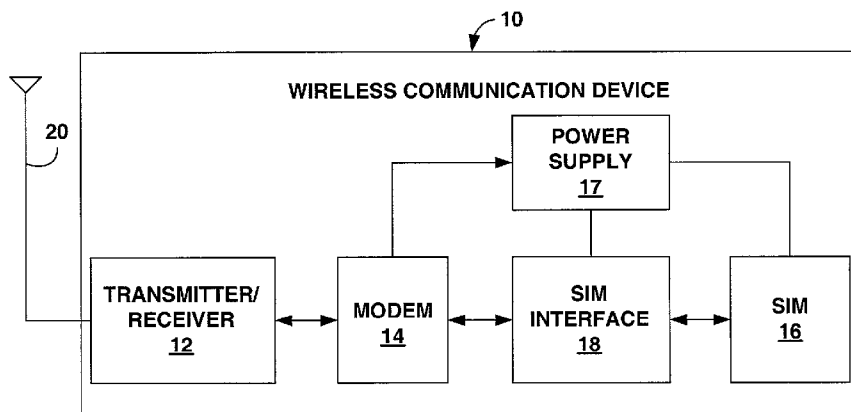 10
WIRELESS COMMUNICATION DEVICE
20
POWER
SUPPLY
17
TRANSMITTER/
RECEIVER
12
MODEM
14
SIM
INTERFACE
18
SIM
16